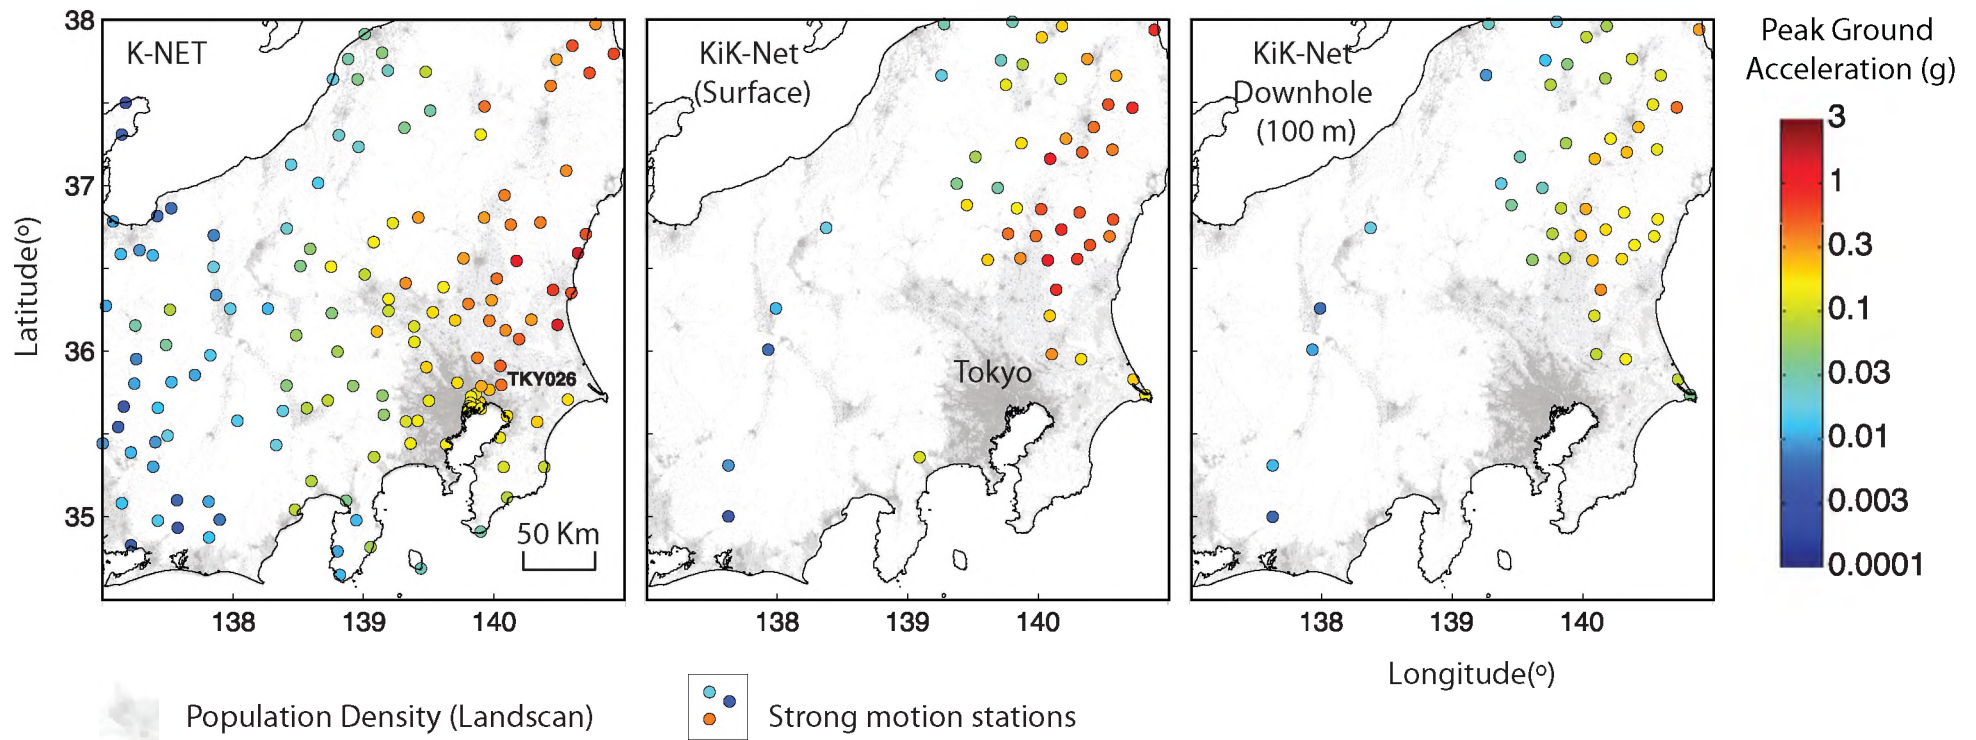 K-NET
KiK-Net
(Surface)
KiK-Net
Downhole
(100 m)
Peak Ground
Acceleration (g)
3
1
0.3
0.1
0.03
0.01
0.003
0.0001
Latitude(º)
38
37
36
35
TKY026
Tokyo
50 Km
138
139
140
138
139
140
138
139
140
Longitude(º)
Population Density (Landscan)
Strong motion stations